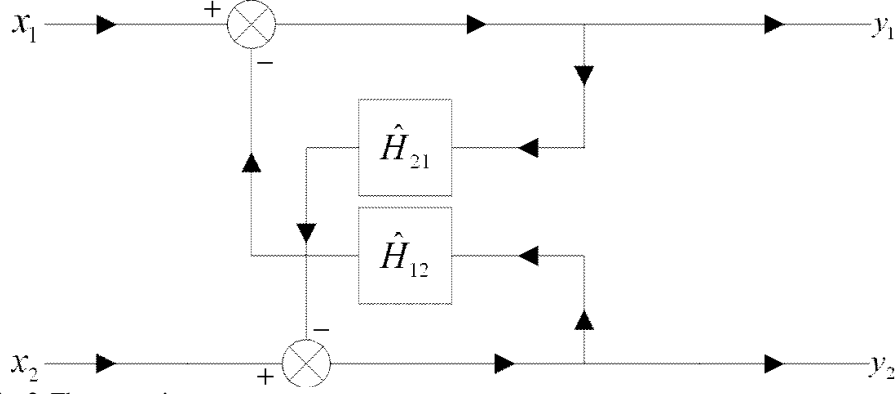 x₁ + y₁
−
Ĥ₂₁
Ĥ₁₂
−
x₂ + y₂